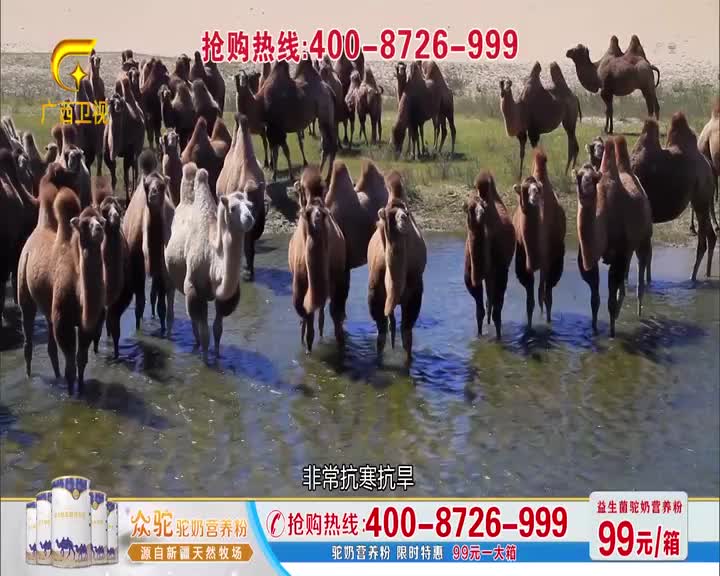 抢购热线:400-8726-999
广西卫视
非常抗寒抗旱
众驼 驼奶营养粉
源自新疆天然牧场
抢购热线:400-8726-999
驼奶营养粉 限时特惠 99元一大箱
益生菌驼奶营养粉
99元/箱